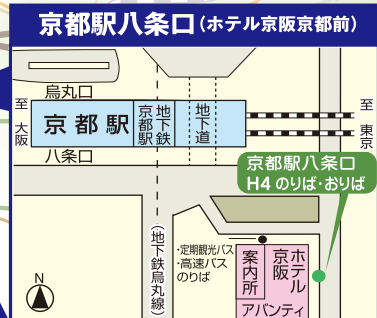 京都駅八条口(ホテル京阪京都前)
烏丸口
至 大阪
京都駅
地下鉄
京都駅
地下道
至 東京
八条口
京都駅八条口
H4 のりば・おりば
(地下鉄烏丸線)
・定期観光バス
・高速バス
のりば
案内所
ホテル
京阪
アバンティ
N